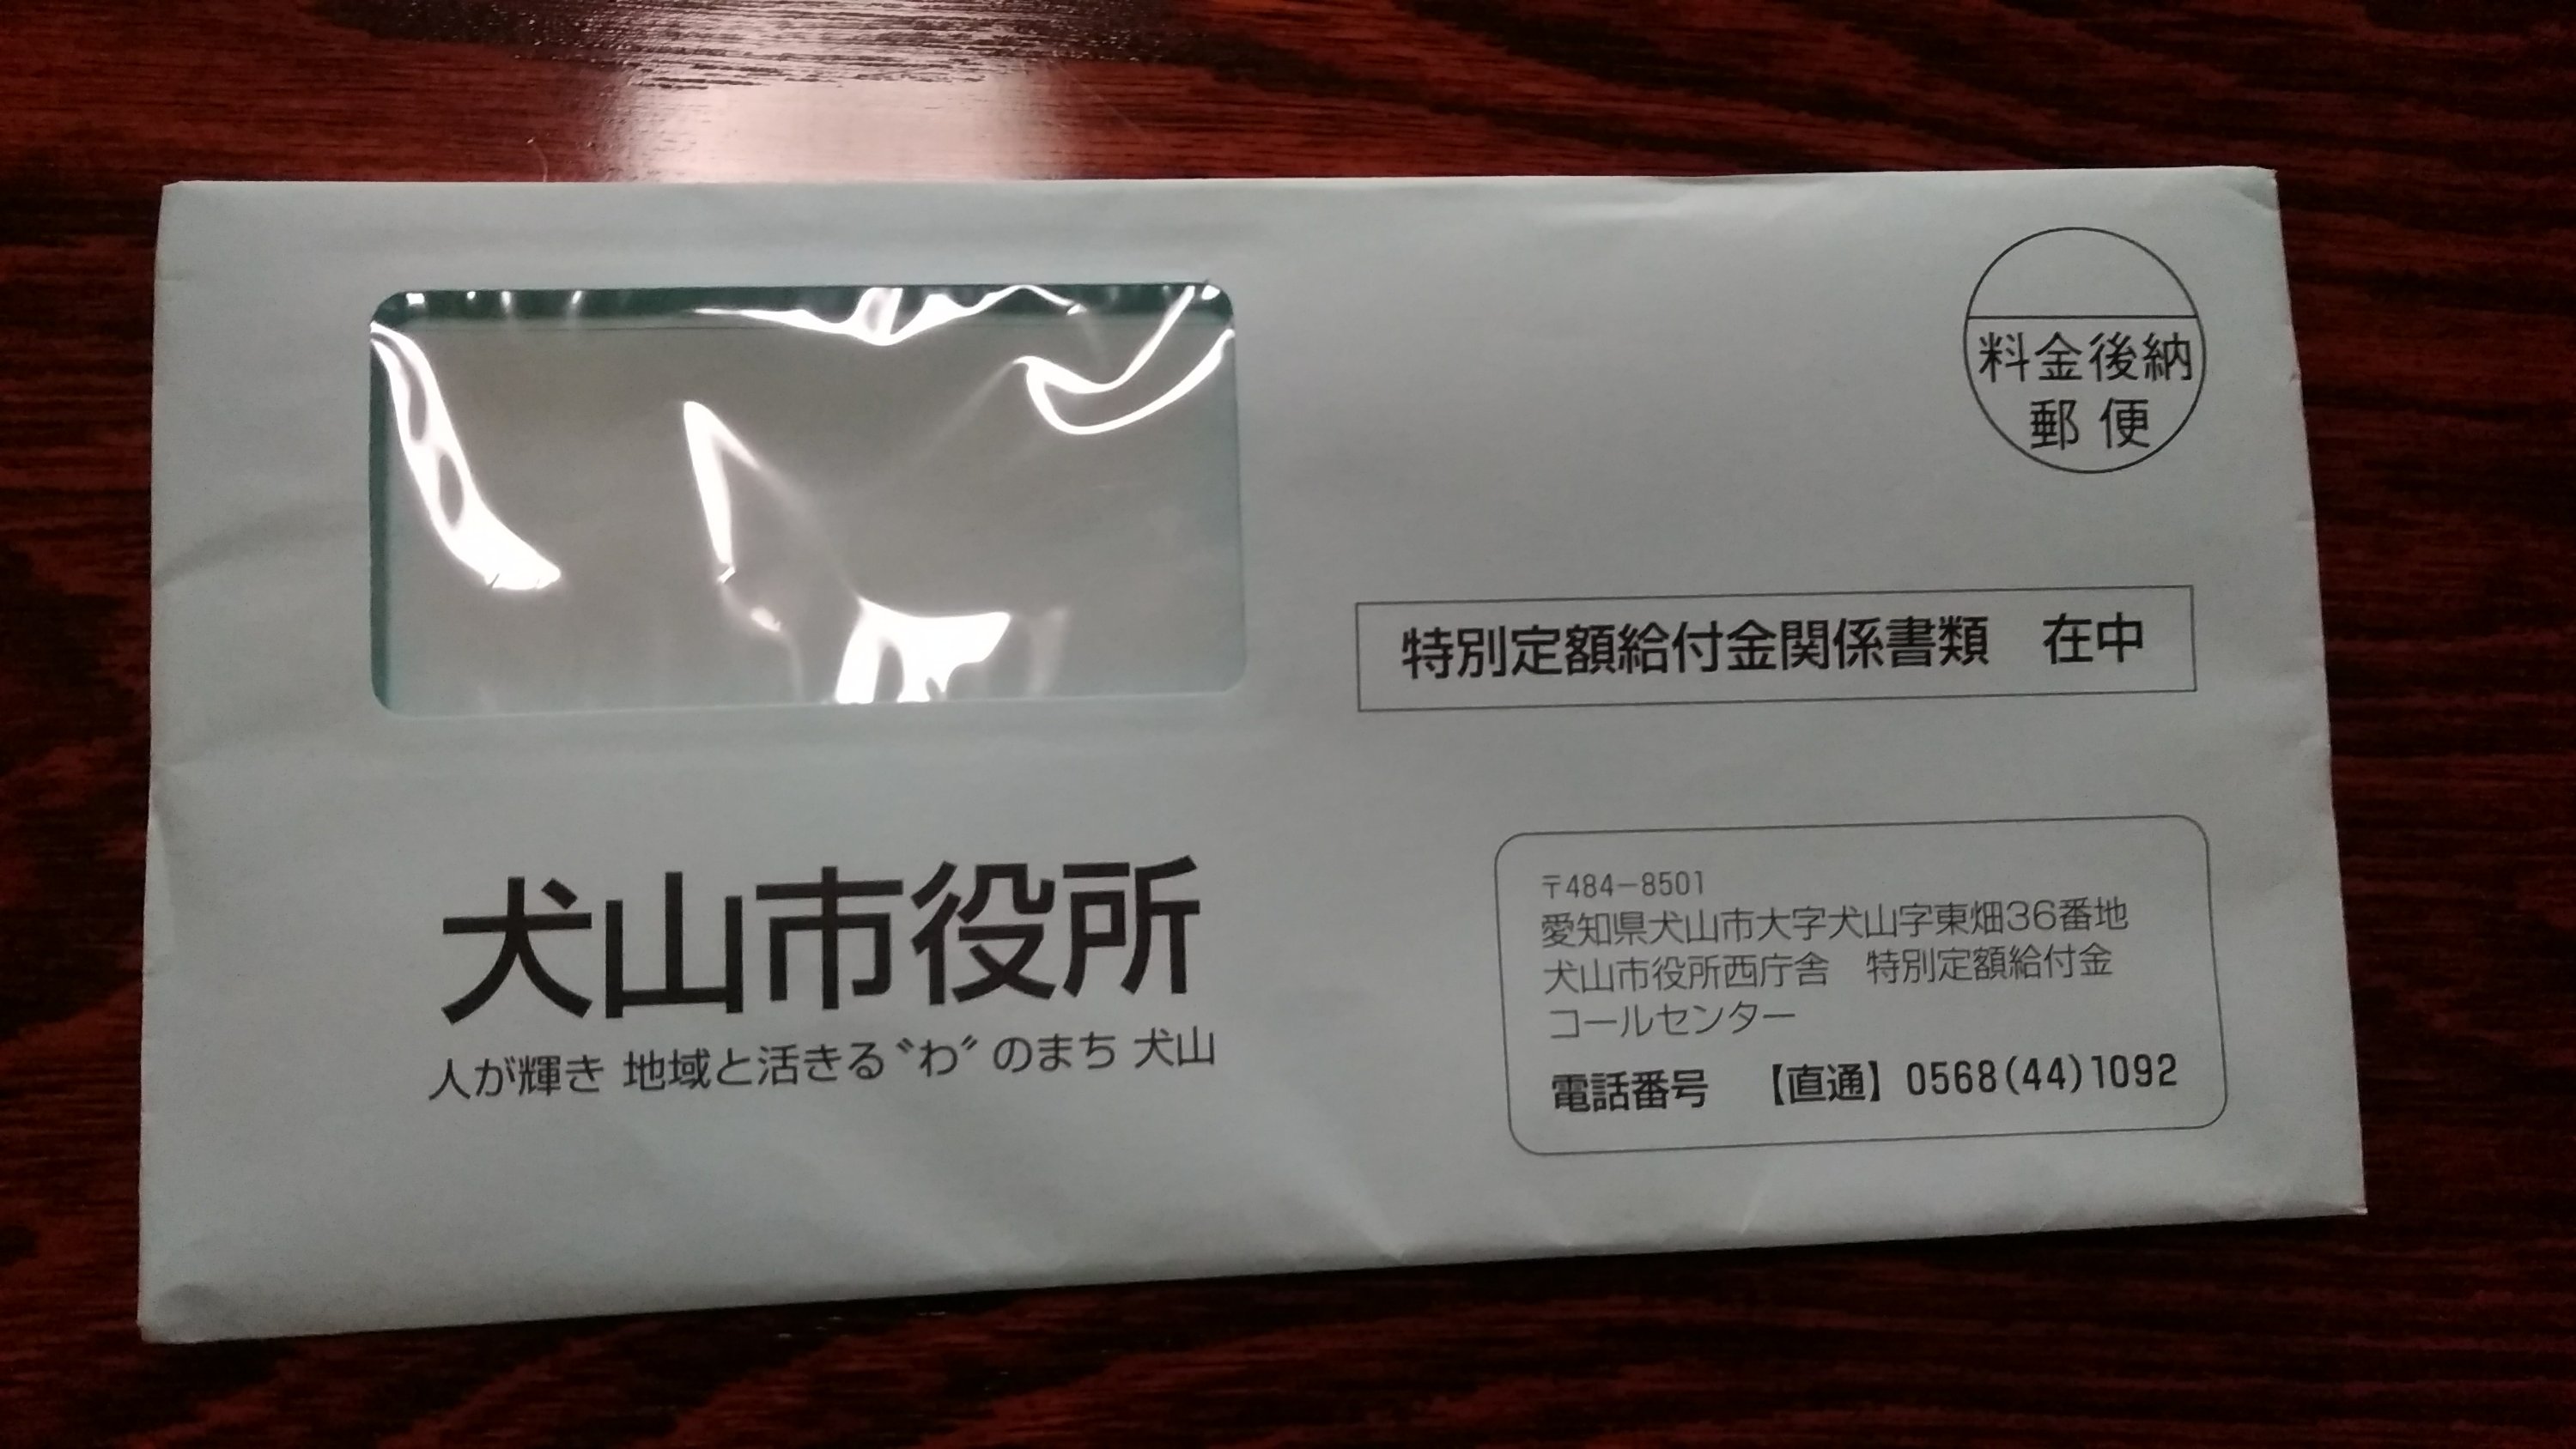 料金後納
郵便
特別定額給付金関係書類　在中
犬山市役所
人が輝き 地域と活きる〝わ〟のまち 犬山
〒484－8501
愛知県犬山市大字犬山字東畑36番地
犬山市役所西庁舎　特別定額給付金
コールセンター
電話番号　【直通】0568(44)1092